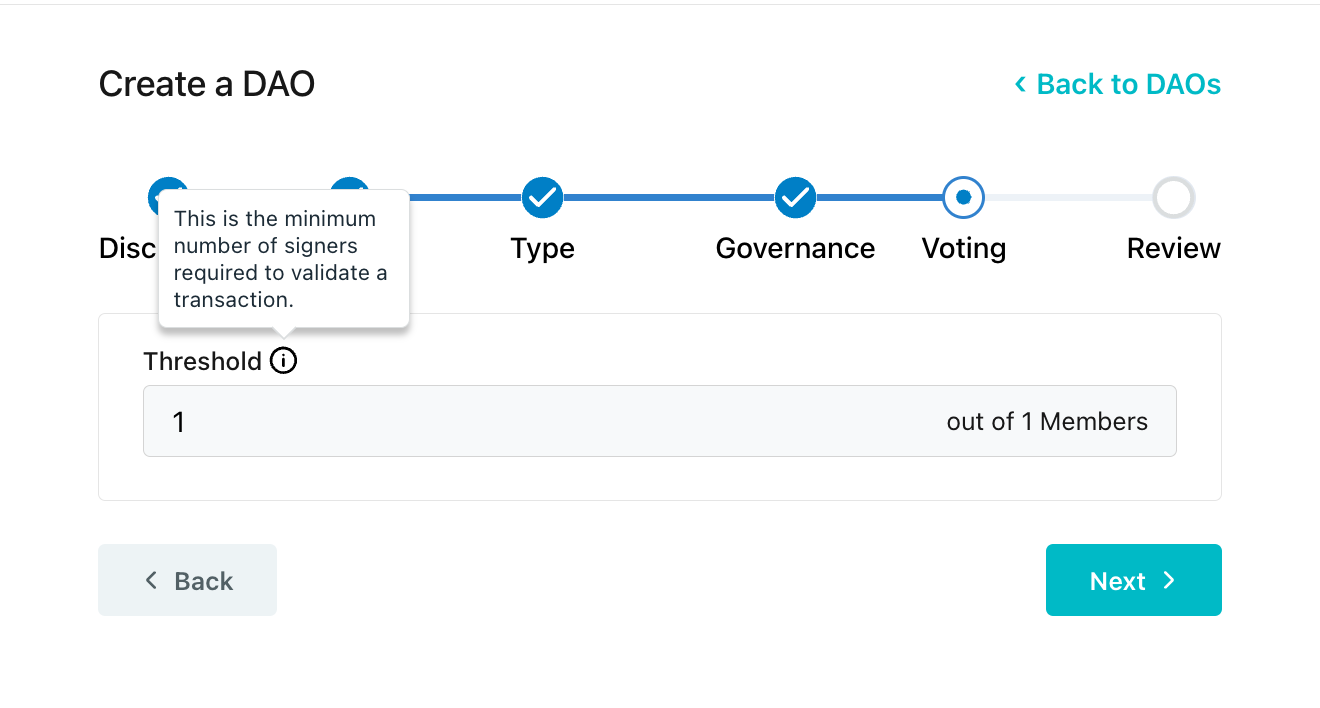 Create a DAO
Back to DAOs
This is the minimum
number of signers
required to validate a
transaction.
Type
Governance
Voting
Review
Threshold
1
out of 1 Members
Back
Next